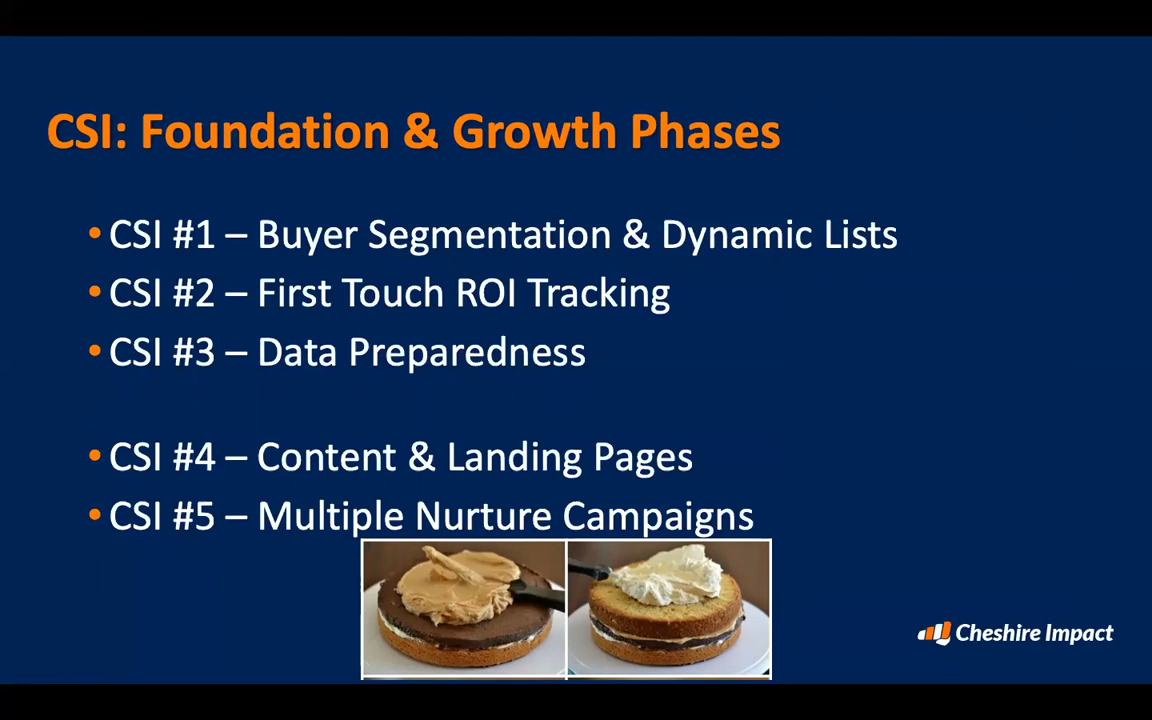 CSI: Foundation & Growth Phases
• CSI #1 – Buyer Segmentation & Dynamic Lists
• CSI #2 – First Touch ROI Tracking
• CSI #3 – Data Preparedness
• CSI #4 – Content & Landing Pages
• CSI #5 – Multiple Nurture Campaigns
Cheshire Impact